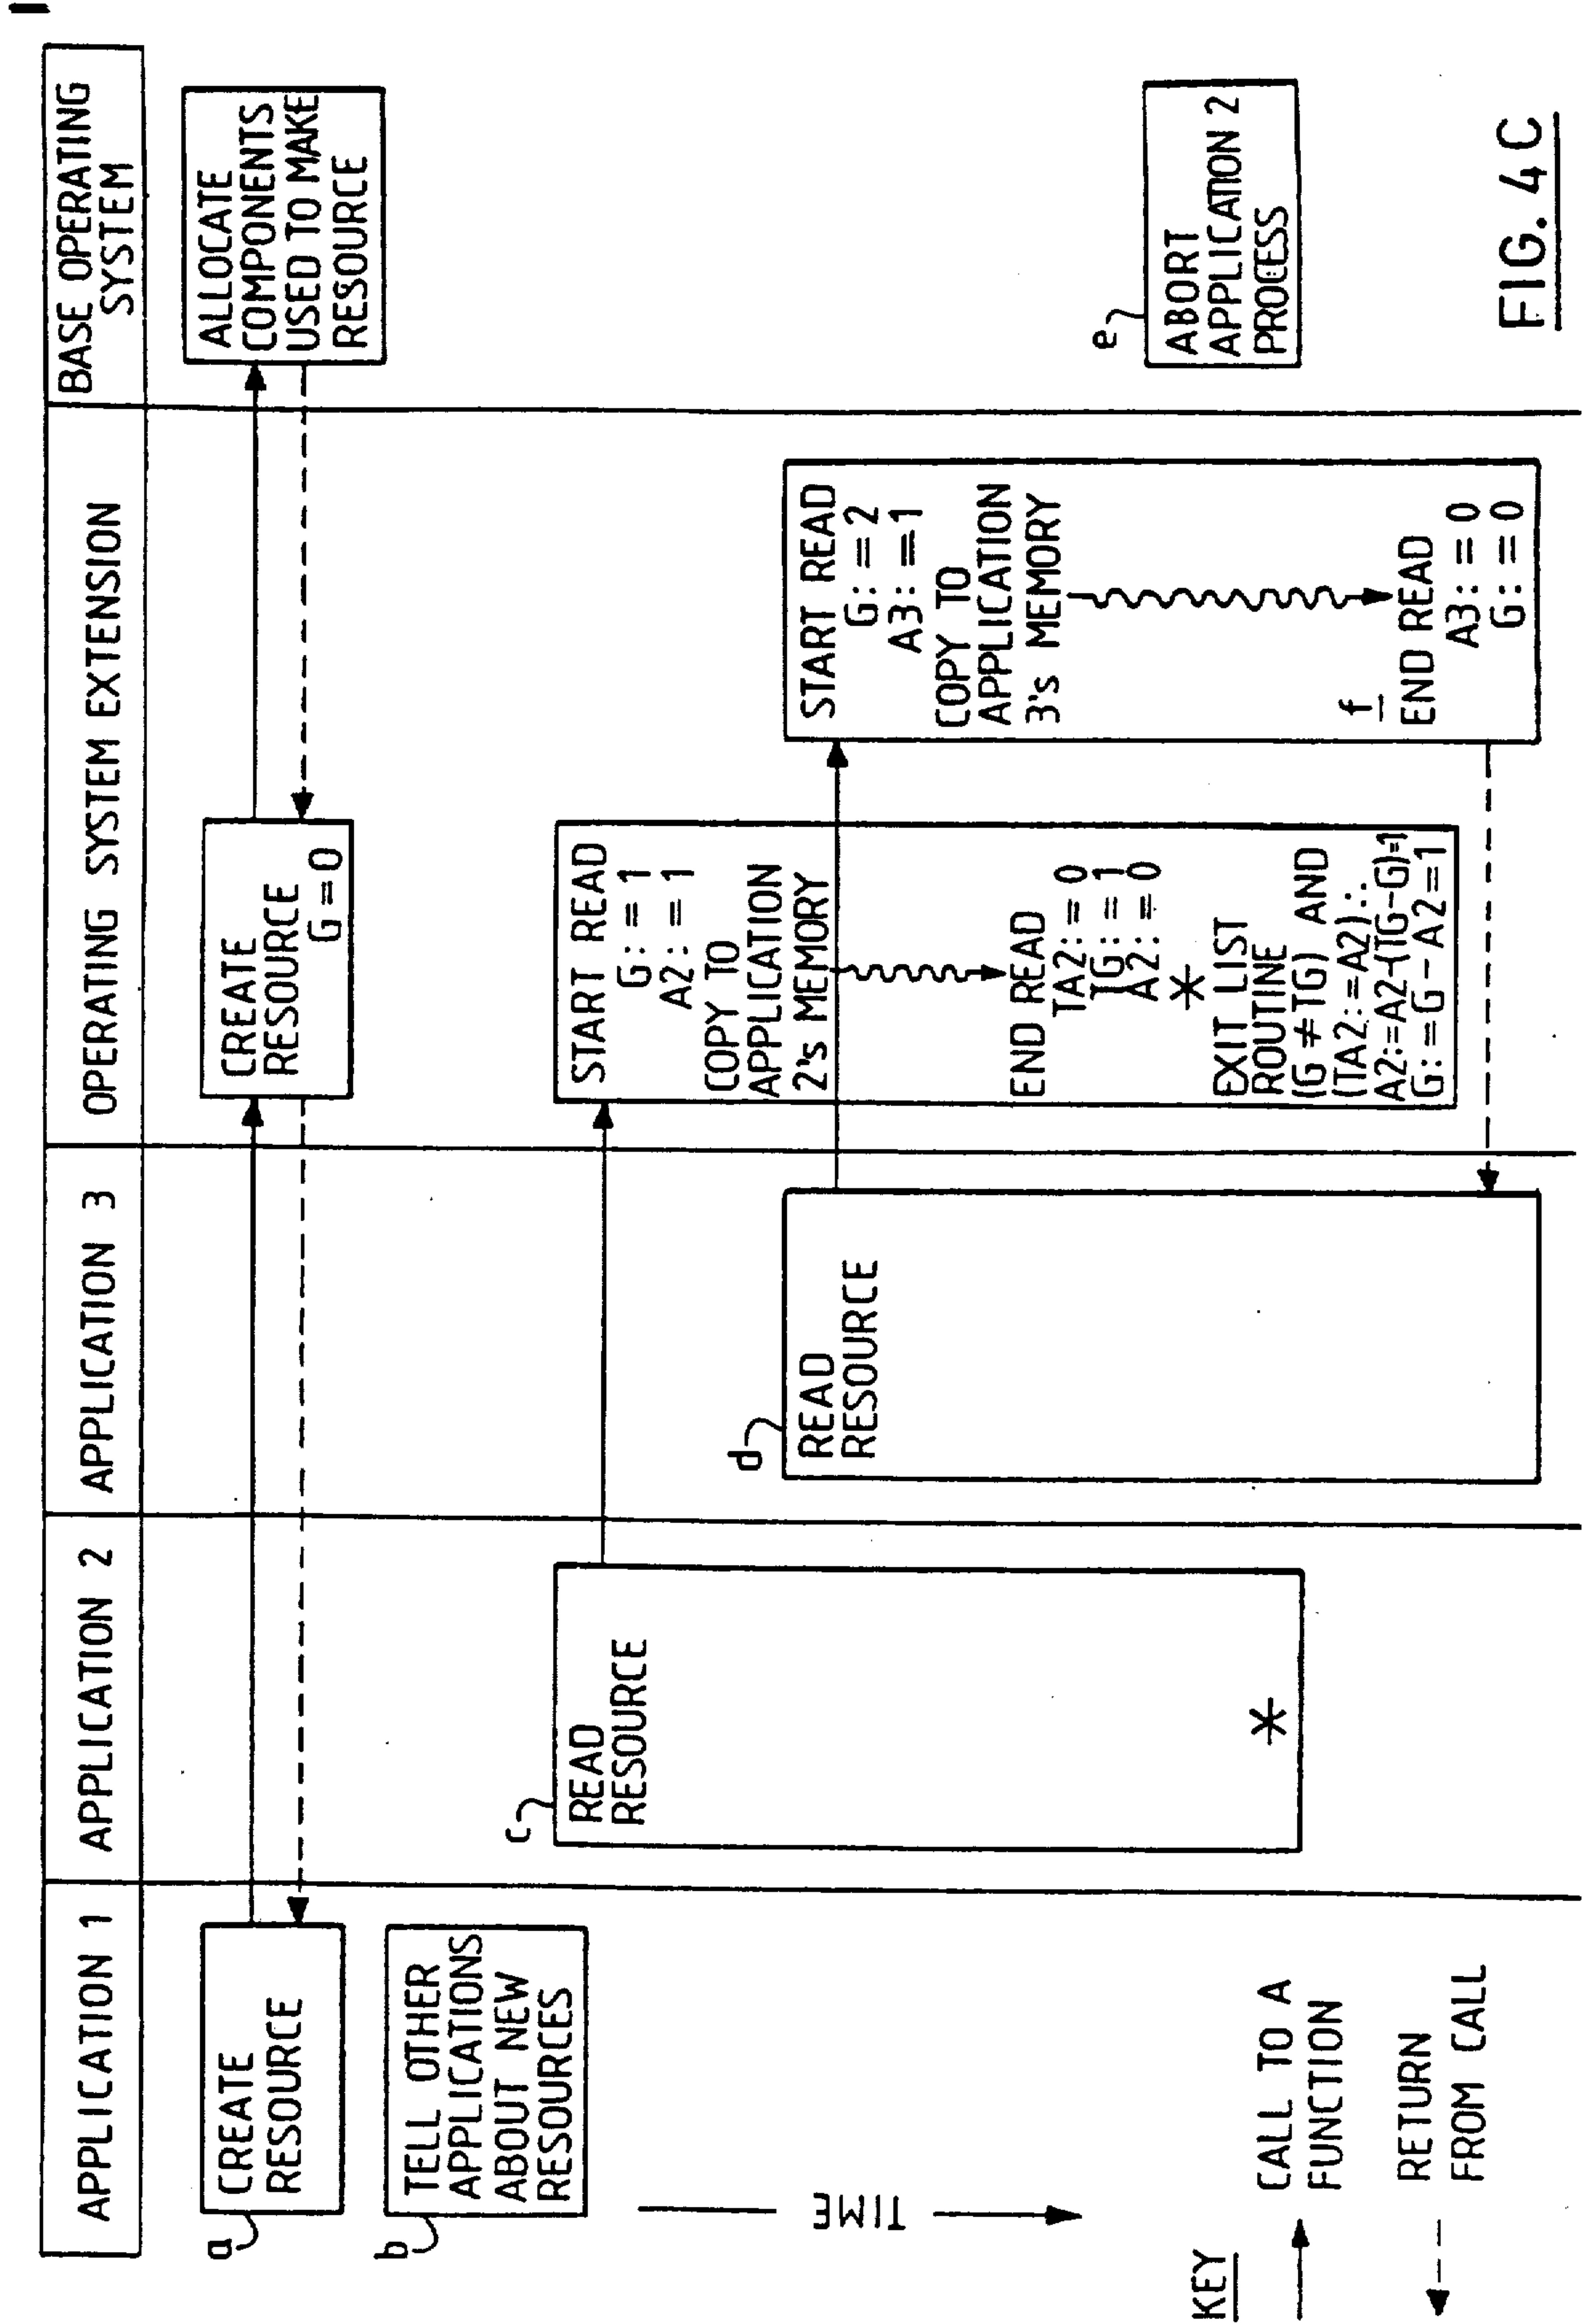 APPLICATION 1
APPLICATION 2
APPLICATION 3
OPERATING SYSTEM EXTENSION
BASE OPERATING
SYSTEM
a
CREATE
RESOURCE
CREATE
RESOURCE
G = 0
ALLOCATE
COMPONENTS
USED TO MAKE
RESOURCE
b
TELL OTHER
APPLICATIONS
ABOUT NEW
RESOURCES
c
READ
RESOURCE
*
START READ
G: = 1
A2: = 1
COPY TO
APPLICATION
2's MEMORY
END READ
TA2: = 0
TG: = 1
A2: = 0
*
EXIT LIST
ROUTINE
(G ≠ TG) AND
(TA2: = A2) ∴
A2:=A2-(TG-G)=1
G: = G - A2 = 1
d
READ
RESOURCE
START READ
G: = 2
A3: = 1
COPY TO
APPLICATION
3's MEMORY
f
END READ
A3: = 0
G: = 0
e
ABORT
APPLICATION 2
PROCESS
TIME
KEY
CALL TO A
FUNCTION
RETURN
FROM CALL
FIG. 4C